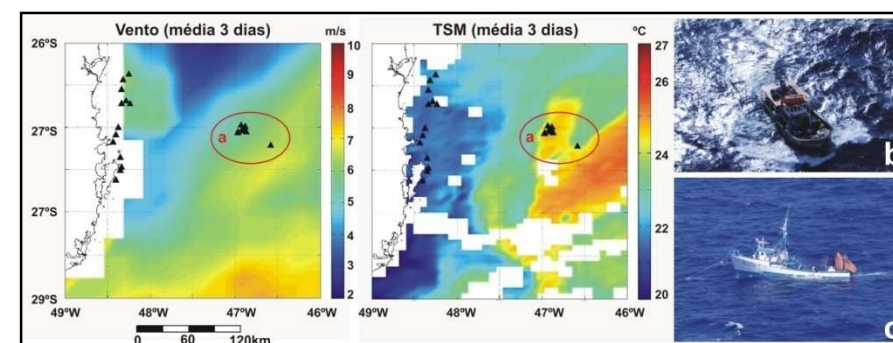 Vento (média 3 dias) m/s
TSM (média 3 dias) ºC
26ºS
27ºS
27ºS
29ºS
10
9
8
7
6
5
4
3
2
27
26
24
22
20
a
a
b
49ºW 48ºW 47ºW 46ºW
49ºW 48ºW 47ºW 46ºW
0 60 120km